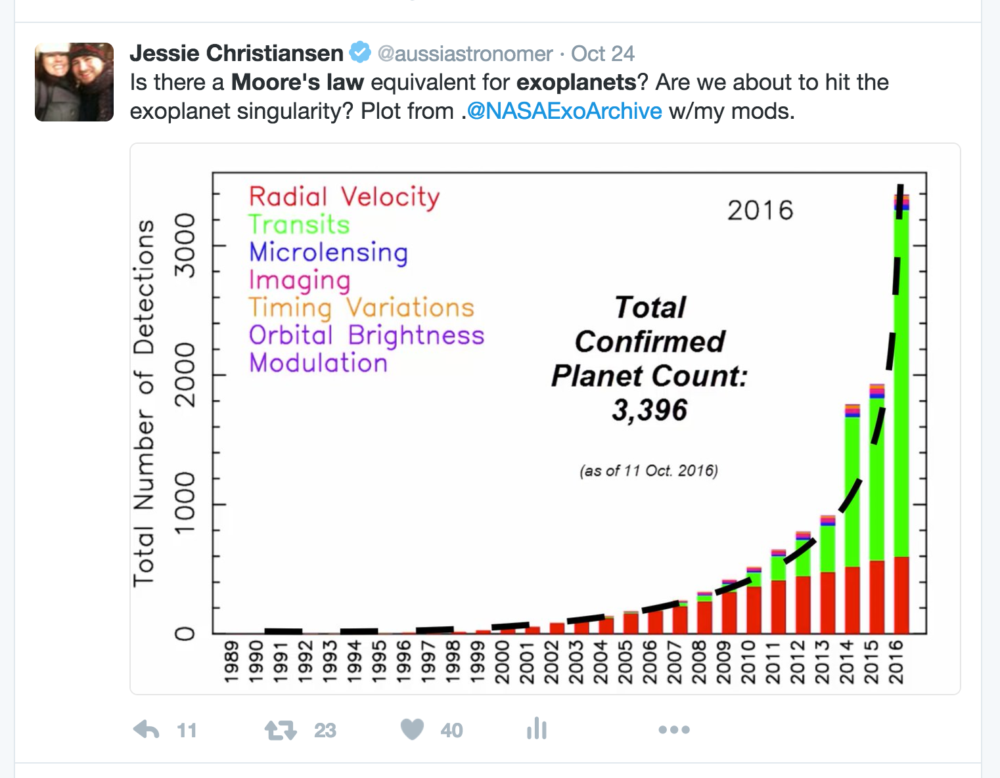 Jessie Christiansen @aussiastronomer · Oct 24
Is there a Moore's law equivalent for exoplanets? Are we about to hit the
exoplanet singularity? Plot from .@NASAExoArchive w/my mods.
Radial Velocity
Transits
Microlensing
Imaging
Timing Variations
Orbital Brightness
Modulation
2016
Total
Confirmed
Planet Count:
3,396
(as of 11 Oct. 2016)
Total Number of Detections
3000
2000
1000
0
1989 1990 1991 1992 1993 1994 1995 1996 1997 1998 1999 2000 2001 2002 2003 2004 2005 2006 2007 2008 2009 2010 2011 2012 2013 2014 2015 2016
11 23 40